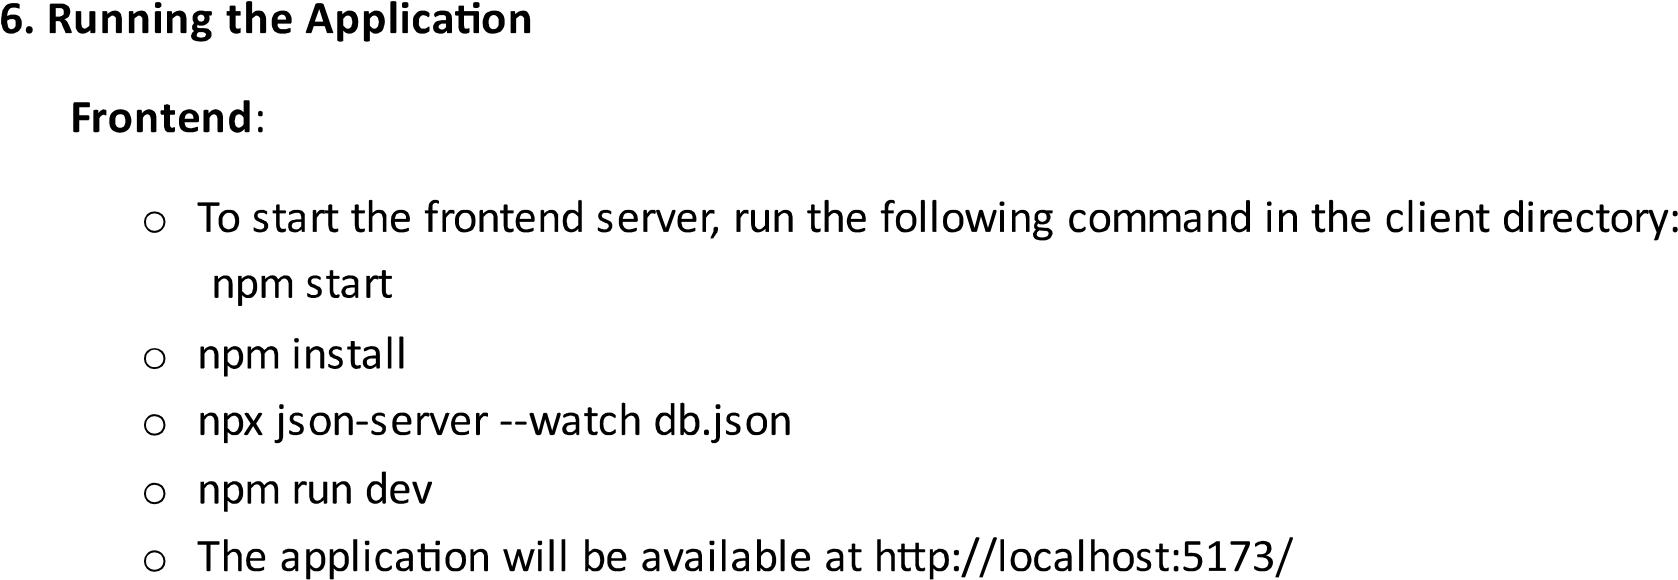 6. Running the Application
Frontend:
o To start the frontend server, run the following command in the client directory:
npm start
o npm install
o npx json-server --watch db.json
o npm run dev
o The application will be available at http://localhost:5173/